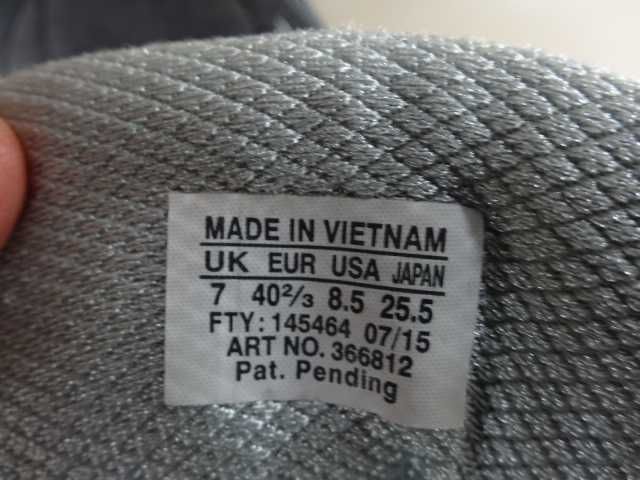 MADE IN VIETNAM
UK EUR USA JAPAN
7 40²/₃ 8.5 25.5
FTY: 145464 07/15
ART NO. 366812
Pat. Pending